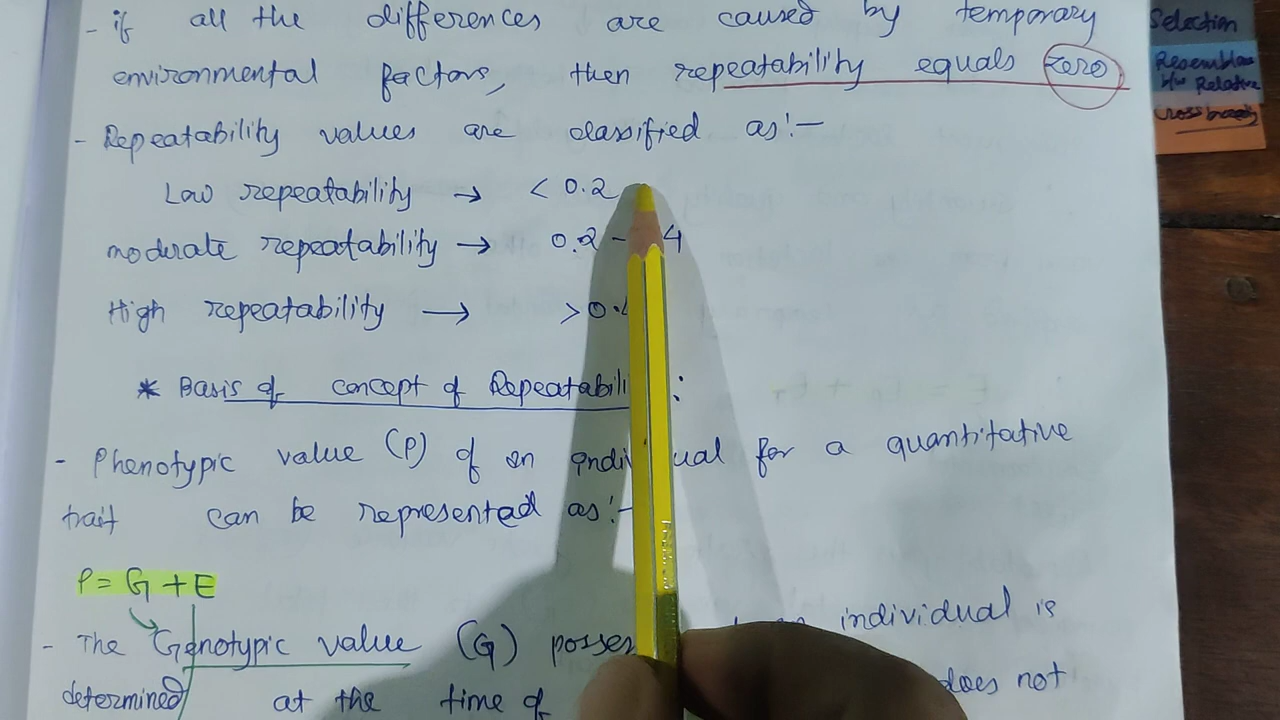 - if all the differences are caused by temporary
environmental factors, then repeatability equals zero
- Repeatability values are classified as:-
Low repeatability → < 0.2
moderate repeatability → 0.2 - 4
High repeatability → > 0.
* Basis of concept of Repeatabili :
- Phenotypic value (P) of an indi ual for a quantitative
trait can be represented as:-
P = G + E
- The Genotypic value (G) posses an individual is
determined at the time of does not
Selection
Resemblance
b/w Relative
Crossbreeds